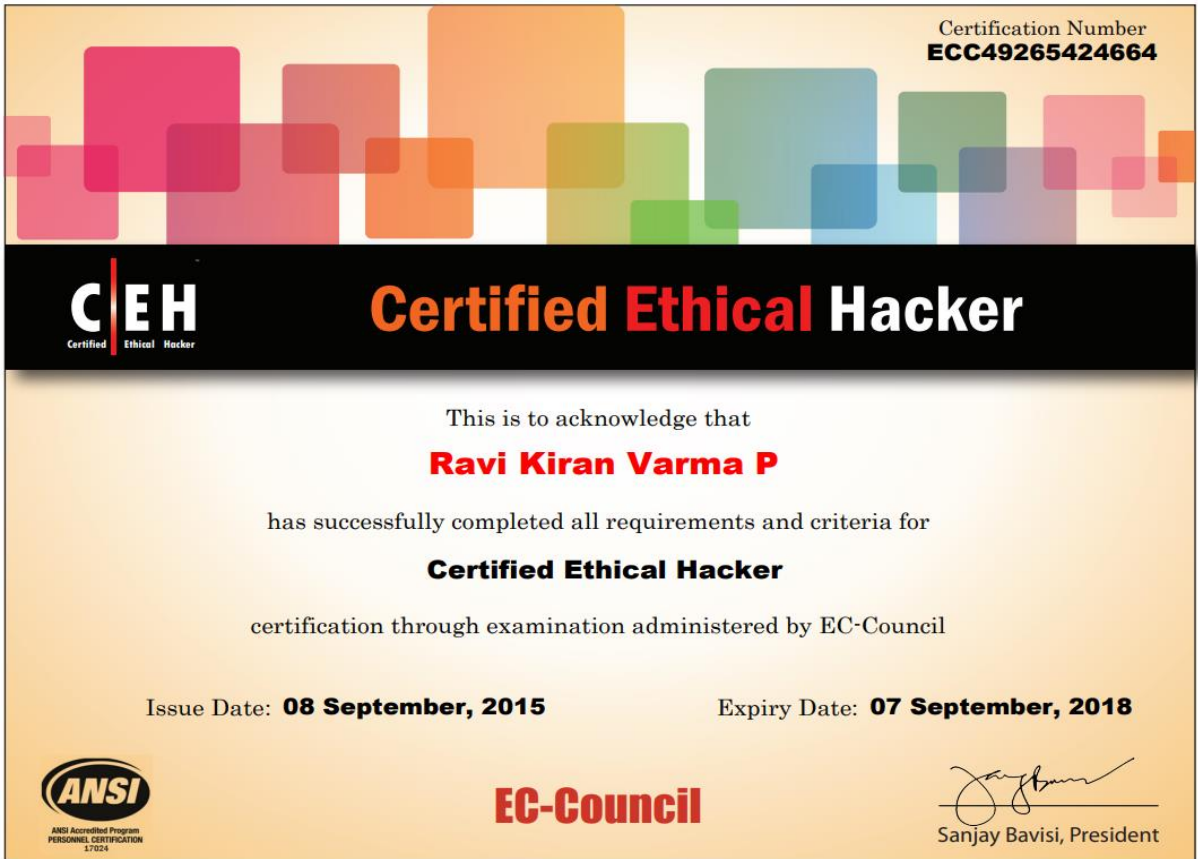 Certification Number
ECC49265424664
C EH
Certified Ethical Hacker
Certified Ethical Hacker
This is to acknowledge that
Ravi Kiran Varma P
has successfully completed all requirements and criteria for
Certified Ethical Hacker
certification through examination administered by EC-Council
Issue Date: 08 September, 2015
Expiry Date: 07 September, 2018
ANSI
ANSI Accredited Program
PERSONNEL CERTIFICATION
17024
EC-Council
Sanjay Bavisi, President